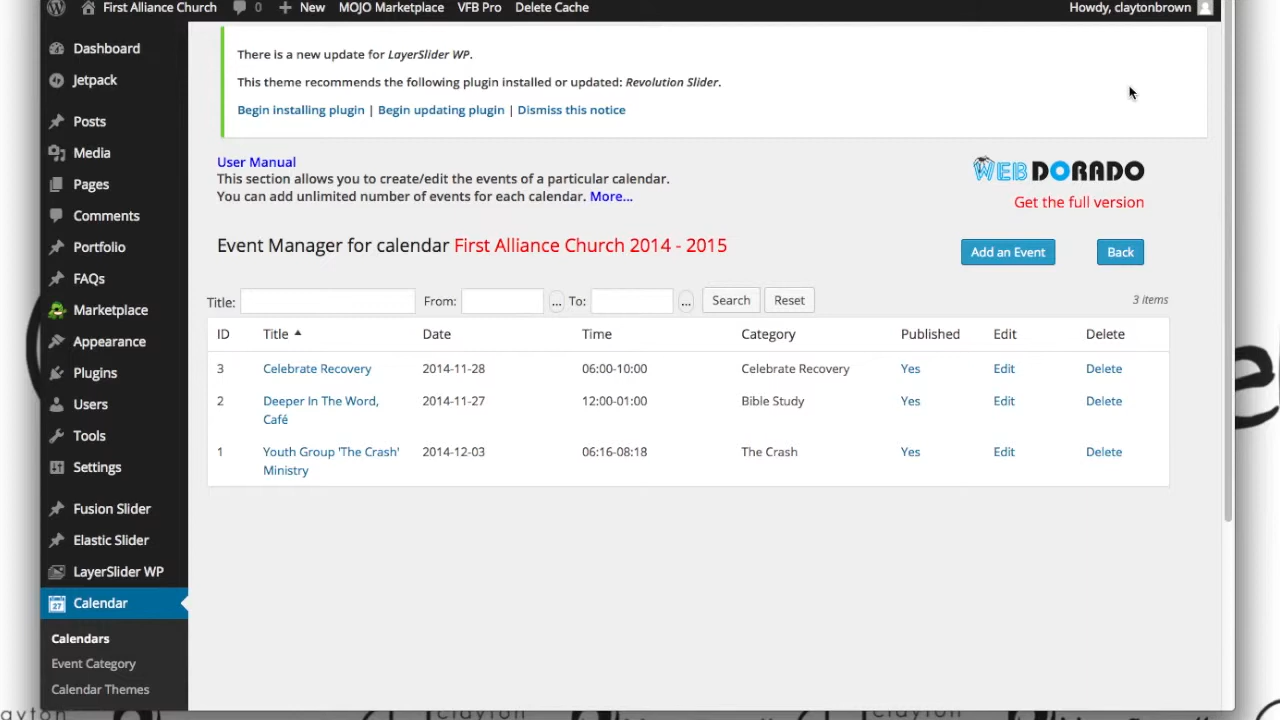 First Alliance Church 0 New MOJO Marketplace VFB Pro Delete Cache Howdy, claytonbrown
Dashboard
Jetpack
Posts
Media
Pages
Comments
Portfolio
FAQs
Marketplace
Appearance
Plugins
Users
Tools
Settings
Fusion Slider
Elastic Slider
LayerSlider WP
27 Calendar
Calendars
Event Category
Calendar Themes
There is a new update for LayerSlider WP.
This theme recommends the following plugin installed or updated: Revolution Slider.
Begin installing plugin | Begin updating plugin | Dismiss this notice
User Manual
This section allows you to create/edit the events of a particular calendar.
You can add unlimited number of events for each calendar. More...
WEBDORADO
Get the full version
Event Manager for calendar First Alliance Church 2014 - 2015
Add an Event Back
Title: From: ... To: ... Search Reset 3 items
ID Title Date Time Category Published Edit Delete
3 Celebrate Recovery 2014-11-28 06:00-10:00 Celebrate Recovery Yes Edit Delete
2 Deeper In The Word, 2014-11-27 12:00-01:00 Bible Study Yes Edit Delete
Café
1 Youth Group 'The Crash' 2014-12-03 06:16-08:18 The Crash Yes Edit Delete
Ministry
clayton